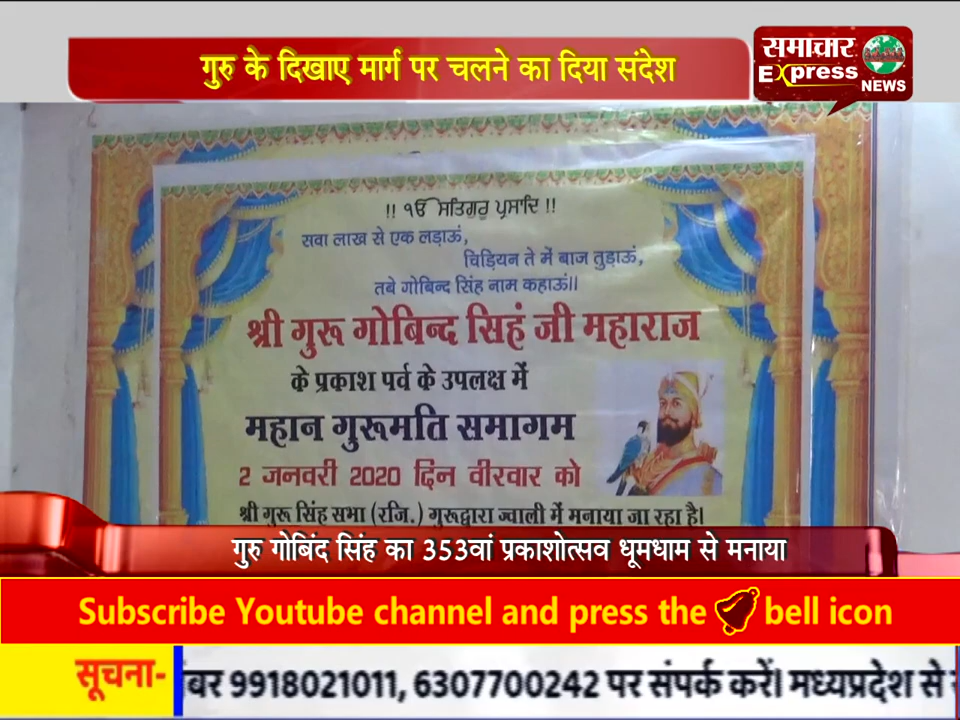 गुरु के दिखाए मार्ग पर चलने का दिया संदेश
समाचार
Express
NEWS
!! ੴ ਸਤਿਗੁਰੁ ਪ੍ਰਸਾਦਿ !!
सवा लाख से एक लड़ाऊं,
चिड़ियन ते में बाज तुड़ाऊं,
तबे गोबिन्द सिंह नाम कहाऊं।।
श्री गुरू गोबिन्द सिहं जी महाराज
के प्रकाश पर्व के उपलक्ष में
महान गुरूमति समागम
2 जनवरी 2020 दिन वीरवार को
श्री गुरू सिंह सभा (रजि.) गुरूद्वारा ज्वाली में मनाया जा रहा है।
गुरु गोबिंद सिंह का 353वां प्रकाशोत्सव धूमधाम से मनाया
Subscribe Youtube channel and press the bell icon
सूचना- नंबर 9918021011, 6307700242 पर संपर्क करें। मध्यप्रदेश से